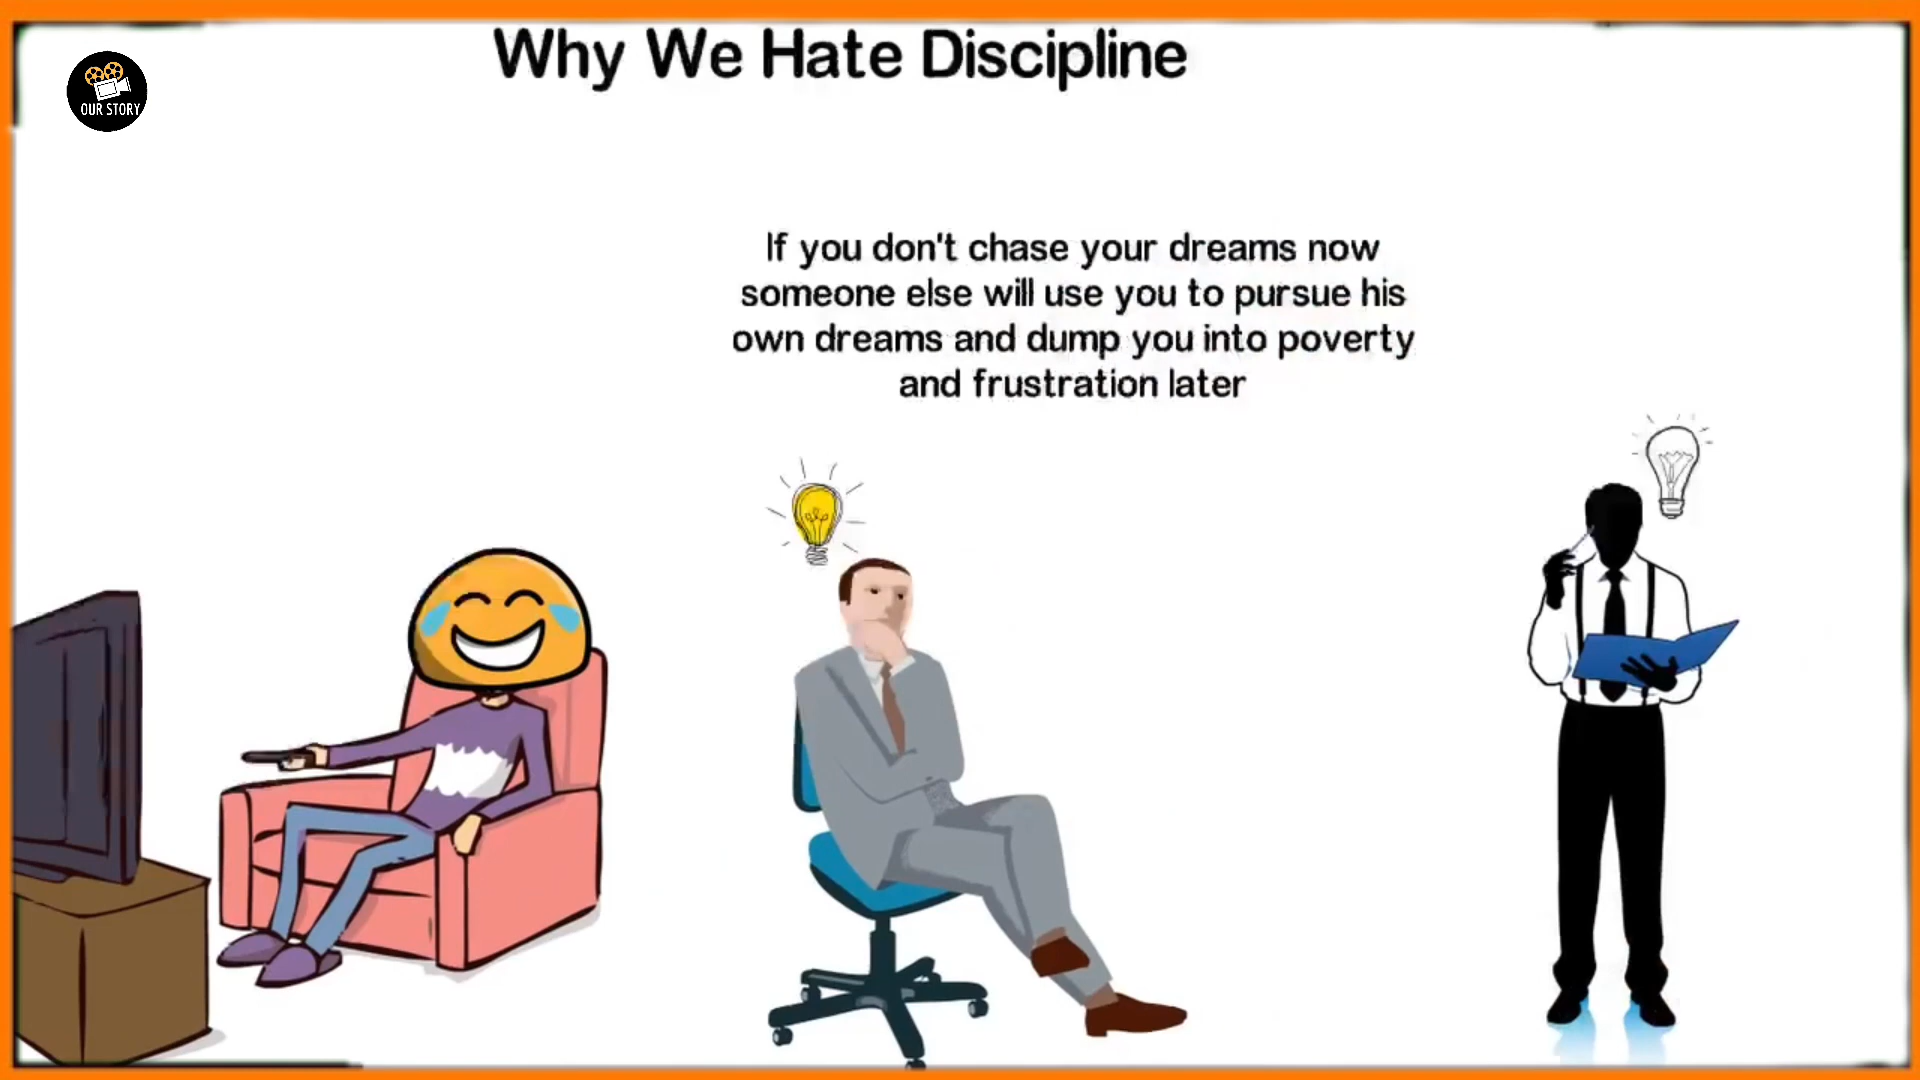 Why We Hate Discipline
OUR STORY
If you don't chase your dreams now
someone else will use you to pursue his
own dreams and dump you into poverty
and frustration later